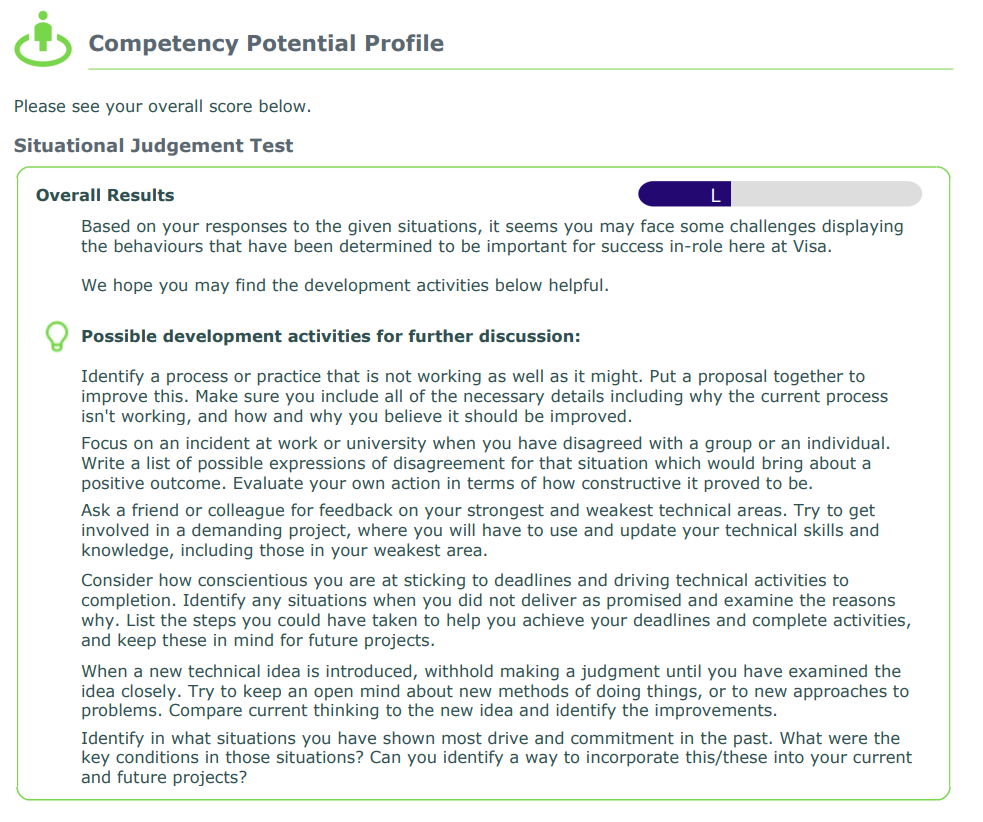 Competency Potential Profile
Please see your overall score below.
Situational Judgement Test
Overall Results
L
Based on your responses to the given situations, it seems you may face some challenges displaying
the behaviours that have been determined to be important for success in-role here at Visa.
We hope you may find the development activities below helpful.
Possible development activities for further discussion:
Identify a process or practice that is not working as well as it might. Put a proposal together to
improve this. Make sure you include all of the necessary details including why the current process
isn't working, and how and why you believe it should be improved.
Focus on an incident at work or university when you have disagreed with a group or an individual.
Write a list of possible expressions of disagreement for that situation which would bring about a
positive outcome. Evaluate your own action in terms of how constructive it proved to be.
Ask a friend or colleague for feedback on your strongest and weakest technical areas. Try to get
involved in a demanding project, where you will have to use and update your technical skills and
knowledge, including those in your weakest area.
Consider how conscientious you are at sticking to deadlines and driving technical activities to
completion. Identify any situations when you did not deliver as promised and examine the reasons
why. List the steps you could have taken to help you achieve your deadlines and complete activities,
and keep these in mind for future projects.
When a new technical idea is introduced, withhold making a judgment until you have examined the
idea closely. Try to keep an open mind about new methods of doing things, or to new approaches to
problems. Compare current thinking to the new idea and identify the improvements.
Identify in what situations you have shown most drive and commitment in the past. What were the
key conditions in those situations? Can you identify a way to incorporate this/these into your current
and future projects?